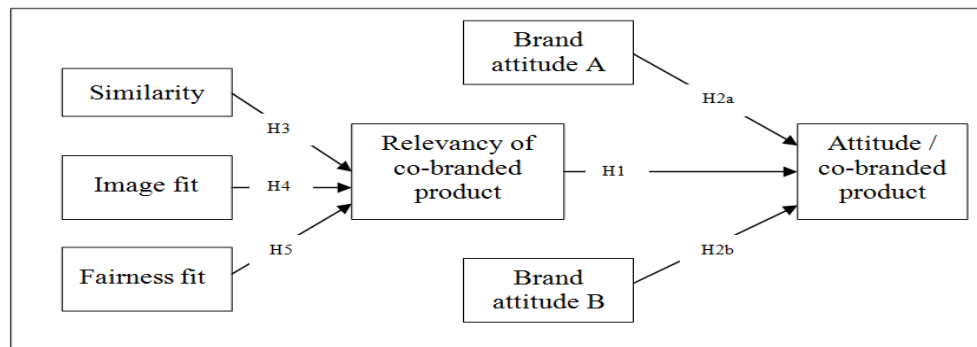 Similarity
Image fit
Fairness fit
H3
H4
H5
Relevancy of
co-branded
product
Brand
attitude A
H2a
H1
H2b
Brand
attitude B
Attitude /
co-branded
product